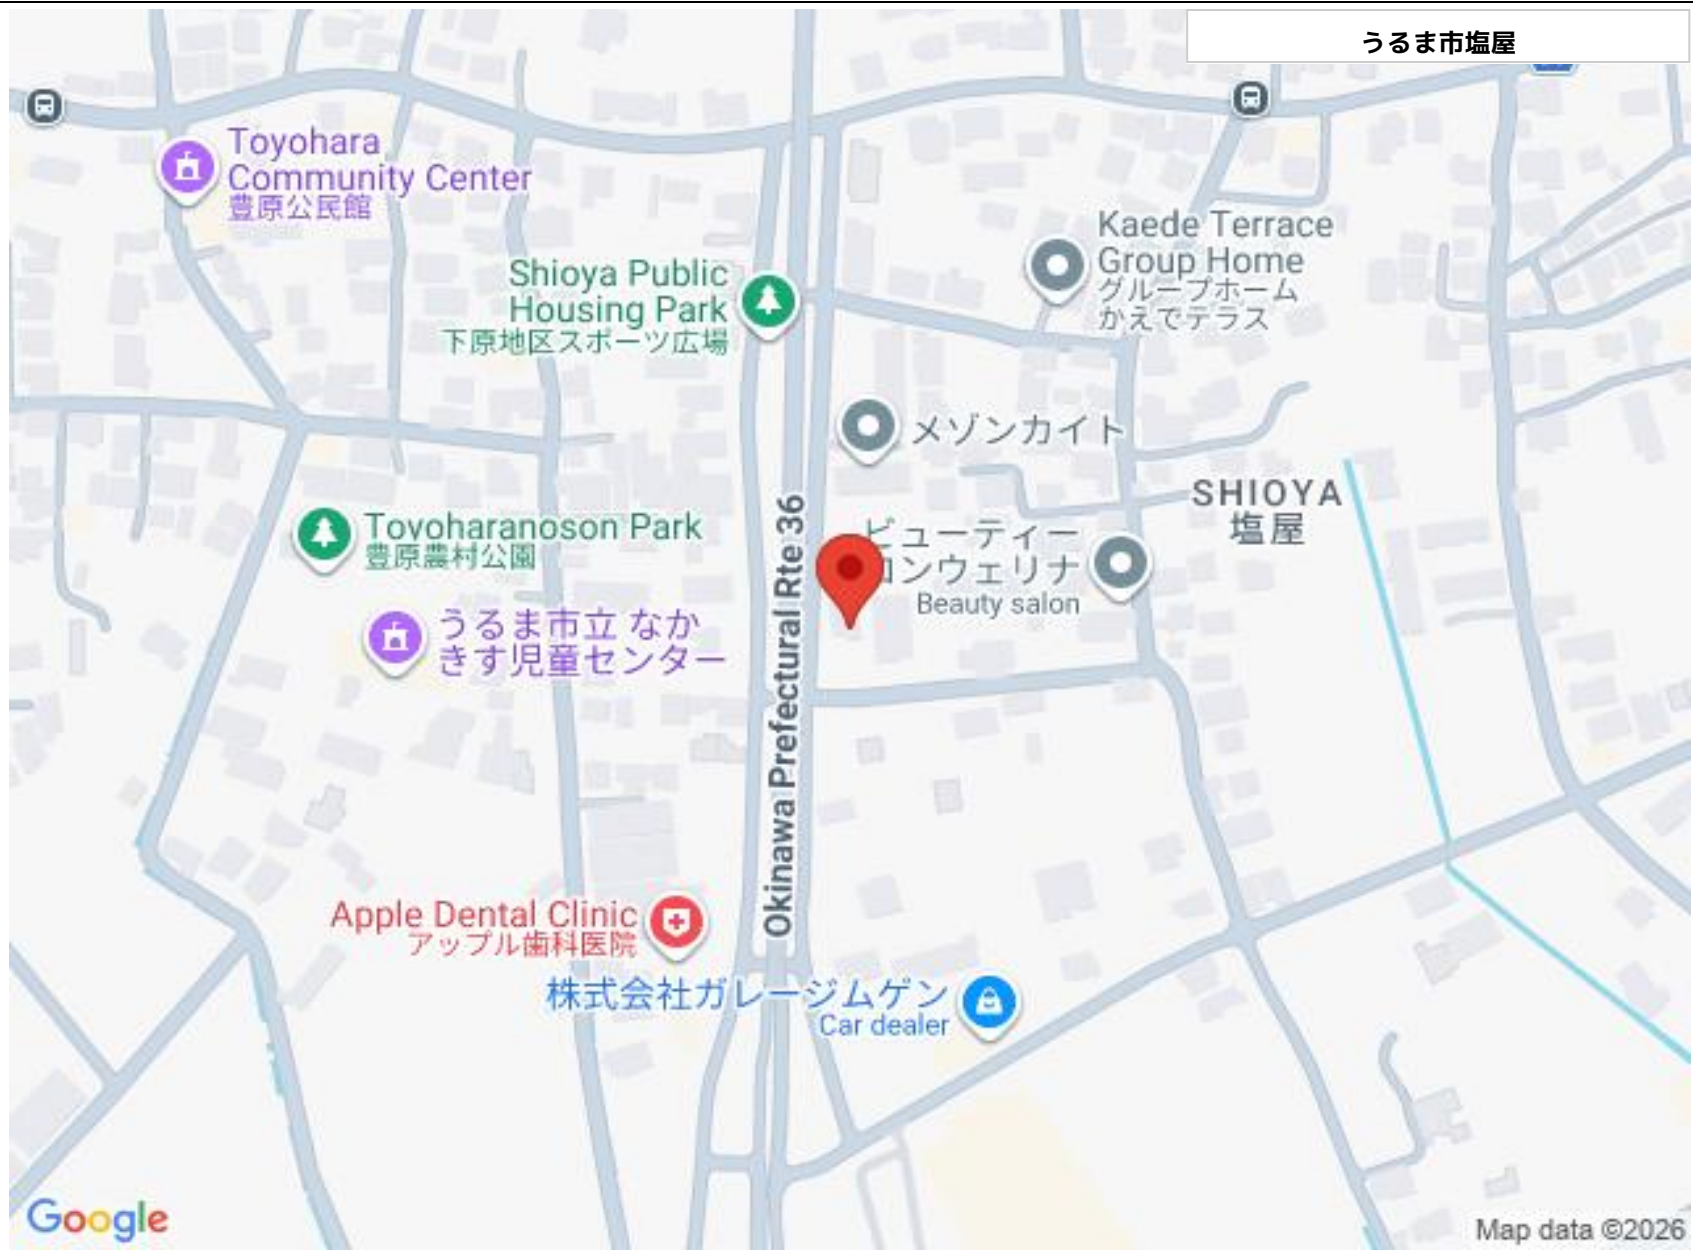 うるま市塩屋
Toyohara
Community Center
豊原公民館
Shioya Public
Housing Park
下原地区スポーツ広場
Kaede Terrace
Group Home
グループホーム
かえでテラス
メゾンカイト
SHIOYA
塩屋
Toyoharanoson Park
豊原農村公園
ビューティー
コンウェリナ
Beauty salon
うるま市立 なか
きす児童センター
Okinawa Prefectural Rte 36
Apple Dental Clinic
アップル歯科医院
株式会社ガレージムゲン
Car dealer
Google
Map data ©2026